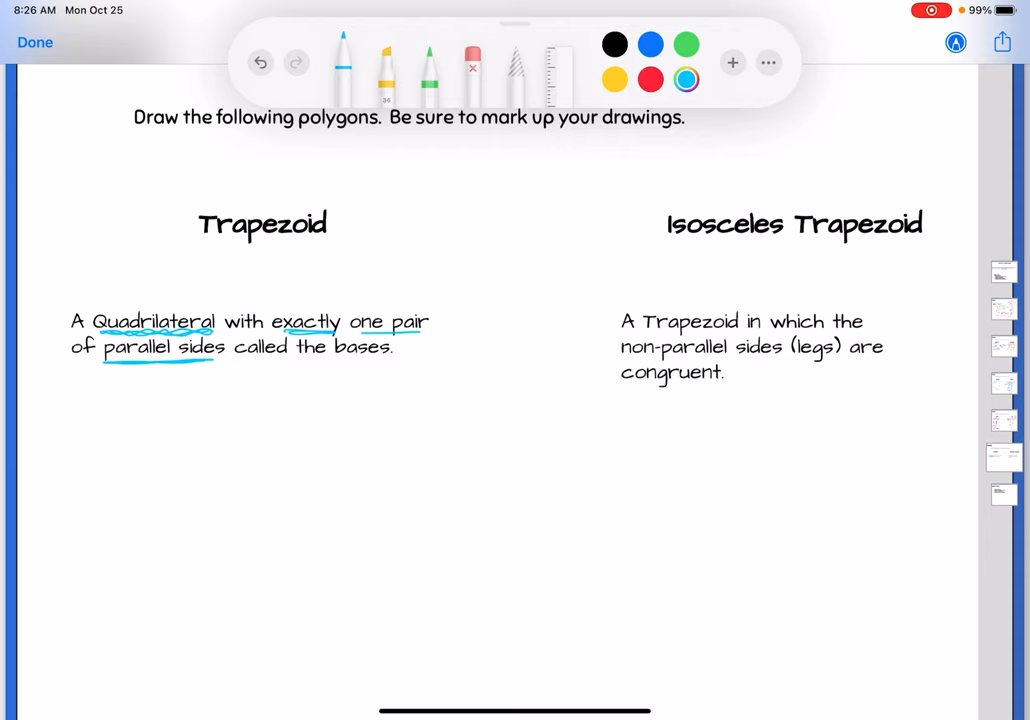 8:26 AM Mon Oct 25
99%
Done
36
Draw the following polygons. Be sure to mark up your drawings.
Trapezoid
Isosceles Trapezoid
A Quadrilateral with exactly one pair
of parallel sides called the bases.
A Trapezoid in which the
non-parallel sides (legs) are
congruent.